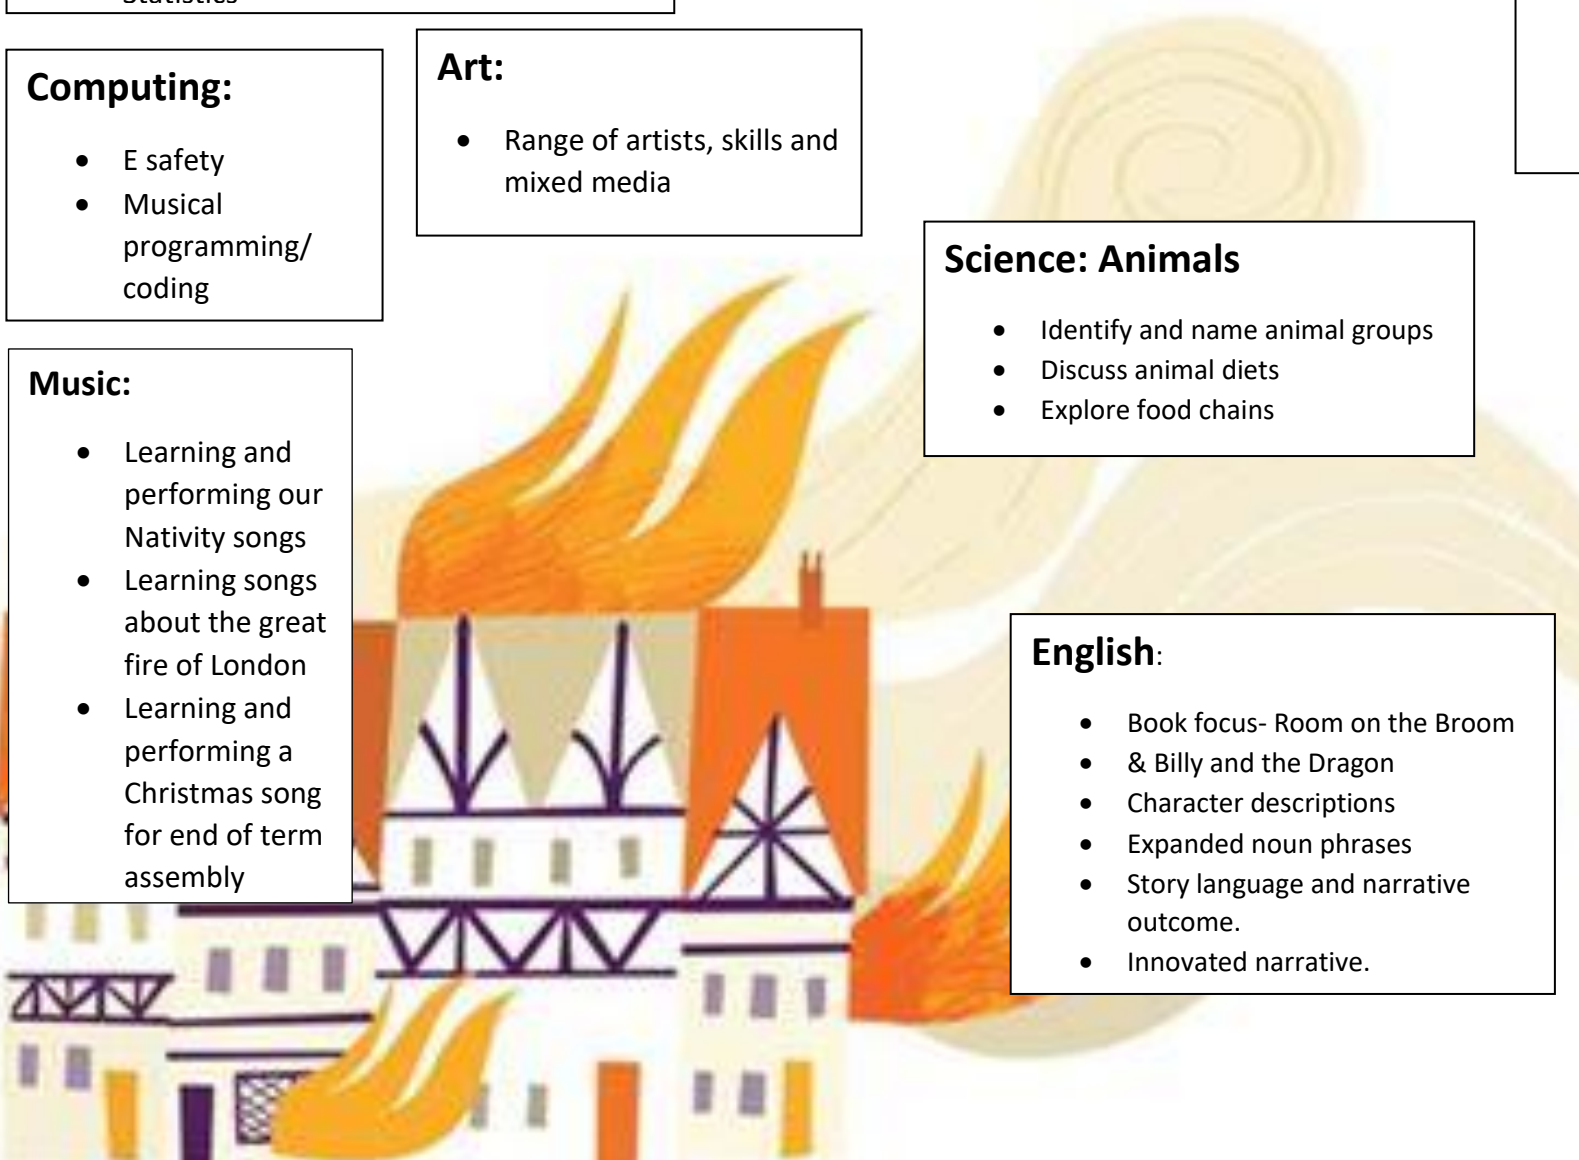 Statistics
Computing:
• E safety
• Musical
programming/
coding
Art:
• Range of artists, skills and
mixed media
Science: Animals
• Identify and name animal groups
• Discuss animal diets
• Explore food chains
Music:
• Learning and
performing our
Nativity songs
• Learning songs
about the great
fire of London
• Learning and
performing a
Christmas song
for end of term
assembly
English:
• Book focus- Room on the Broom
• & Billy and the Dragon
• Character descriptions
• Expanded noun phrases
• Story language and narrative
outcome.
• Innovated narrative.